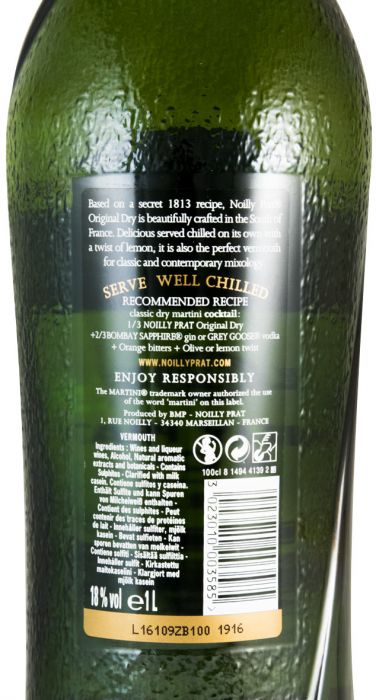 Based on a secret 1813 recipe, Noilly Prat's
Original Dry is beautifully crafted in the South of
France. Delicious served chilled on its own with
a twist of lemon, it is also the perfect vermouth
for classic and contemporary mixology.
SERVE WELL CHILLED
RECOMMENDED RECIPE
classic dry martini cocktail:
1/3 NOILLY PRAT Original Dry
+2/3 BOMBAY SAPPHIRE® gin or GREY GOOSE® vodka
+ Orange bitters + Olive or lemon twist
WWW.NOILLYPRAT.COM
ENJOY RESPONSIBLY
The MARTINI® trademark owner authorized the use
of the word 'martini' on this label.
Produced by BMP - NOILLY PRAT
1, RUE NOILLY - 34340 MARSEILLAN - FRANCE
VERMOUTH
Ingredients : Wines and liqueur
wines, Alcohol, Natural aromatic
extracts and botanicals - Contains
Sulphites - Clarified with milk
casein. Contiene sulfitos y caseina.
Enthält Sulfite und kann Spuren
von Milcheiweiß enthalten -
Contient des sulphites - Peut
contenir des traces de protéines
de lait - Innehåller sulfit - Mjölk
kasein - Bevat sulfieten - Kan
sporen bevatten van melkeiwit -
Contiene solfiti - Sisältää sulfiittia -
Innehåller sulfit - Kirkastettu
maitokaseiini - Klargjort med
mjölk kasein
18%vol e1L
100cl 8 1494 4139 2
3023010003585
L16109ZB100 1916